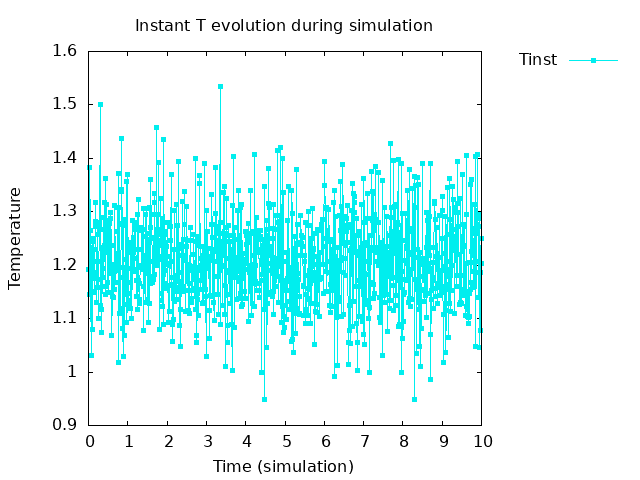 Instant T evolution during simulation
Tinst
1.6
1.5
1.4
1.3
1.2
1.1
1
0.9
Temperature
0 1 2 3 4 5 6 7 8 9 10
Time (simulation)